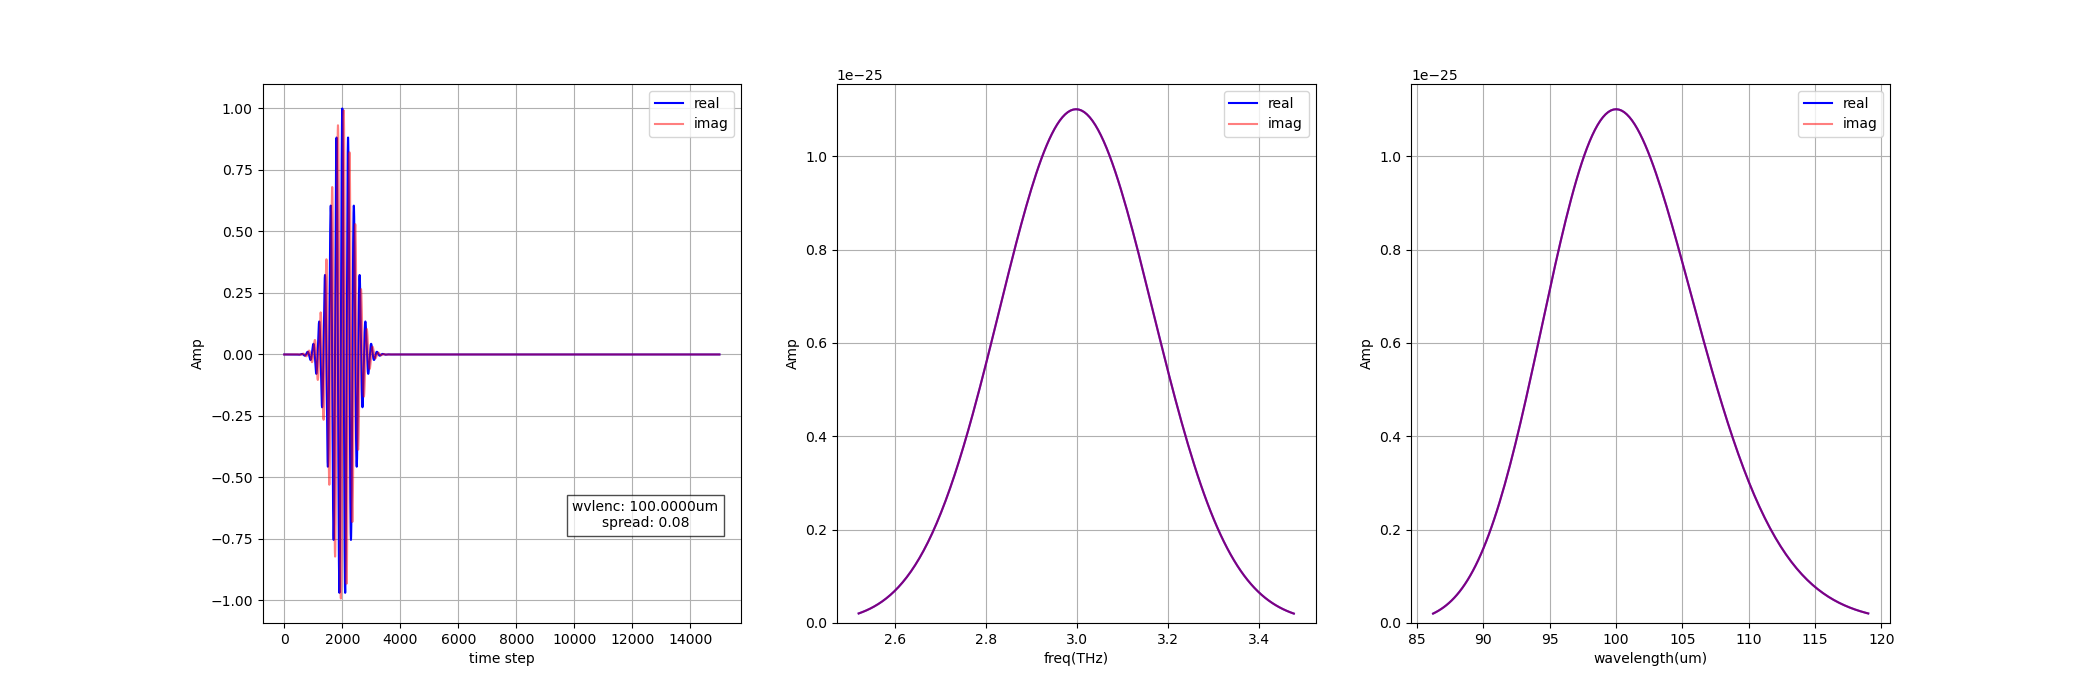 real
imag
1.00
0.75
0.50
0.25
0.00
−0.25
−0.50
−0.75
−1.00
Amp
wvlenc: 100.0000um
spread: 0.08
0 2000 4000 6000 8000 10000 12000 14000
time step
1e−25
real
imag
1.0
0.8
0.6
0.4
0.2
0.0
Amp
2.6 2.8 3.0 3.2 3.4
freq(THz)
1e−25
real
imag
1.0
0.8
0.6
0.4
0.2
0.0
Amp
85 90 95 100 105 110 115 120
wavelength(um)